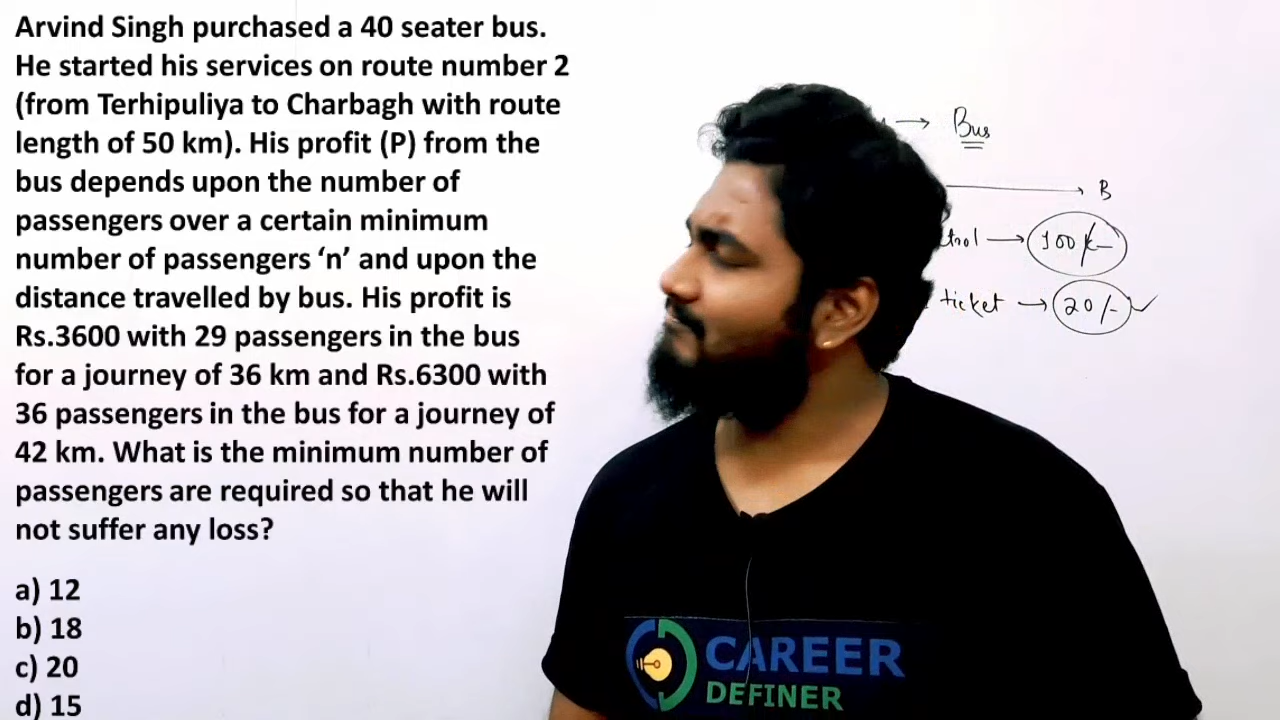 Arvind Singh purchased a 40 seater bus.
He started his services on route number 2
(from Terhipuliya to Charbagh with route
length of 50 km). His profit (P) from the
bus depends upon the number of
passengers over a certain minimum
number of passengers ‘n’ and upon the
distance travelled by bus. His profit is
Rs.3600 with 29 passengers in the bus
for a journey of 36 km and Rs.6300 with
36 passengers in the bus for a journey of
42 km. What is the minimum number of
passengers are required so that he will
not suffer any loss?
a) 12
b) 18
c) 20
d) 15
→ Bus
B
→ 100/-
ticket → 20/-
CAREER
DEFINER